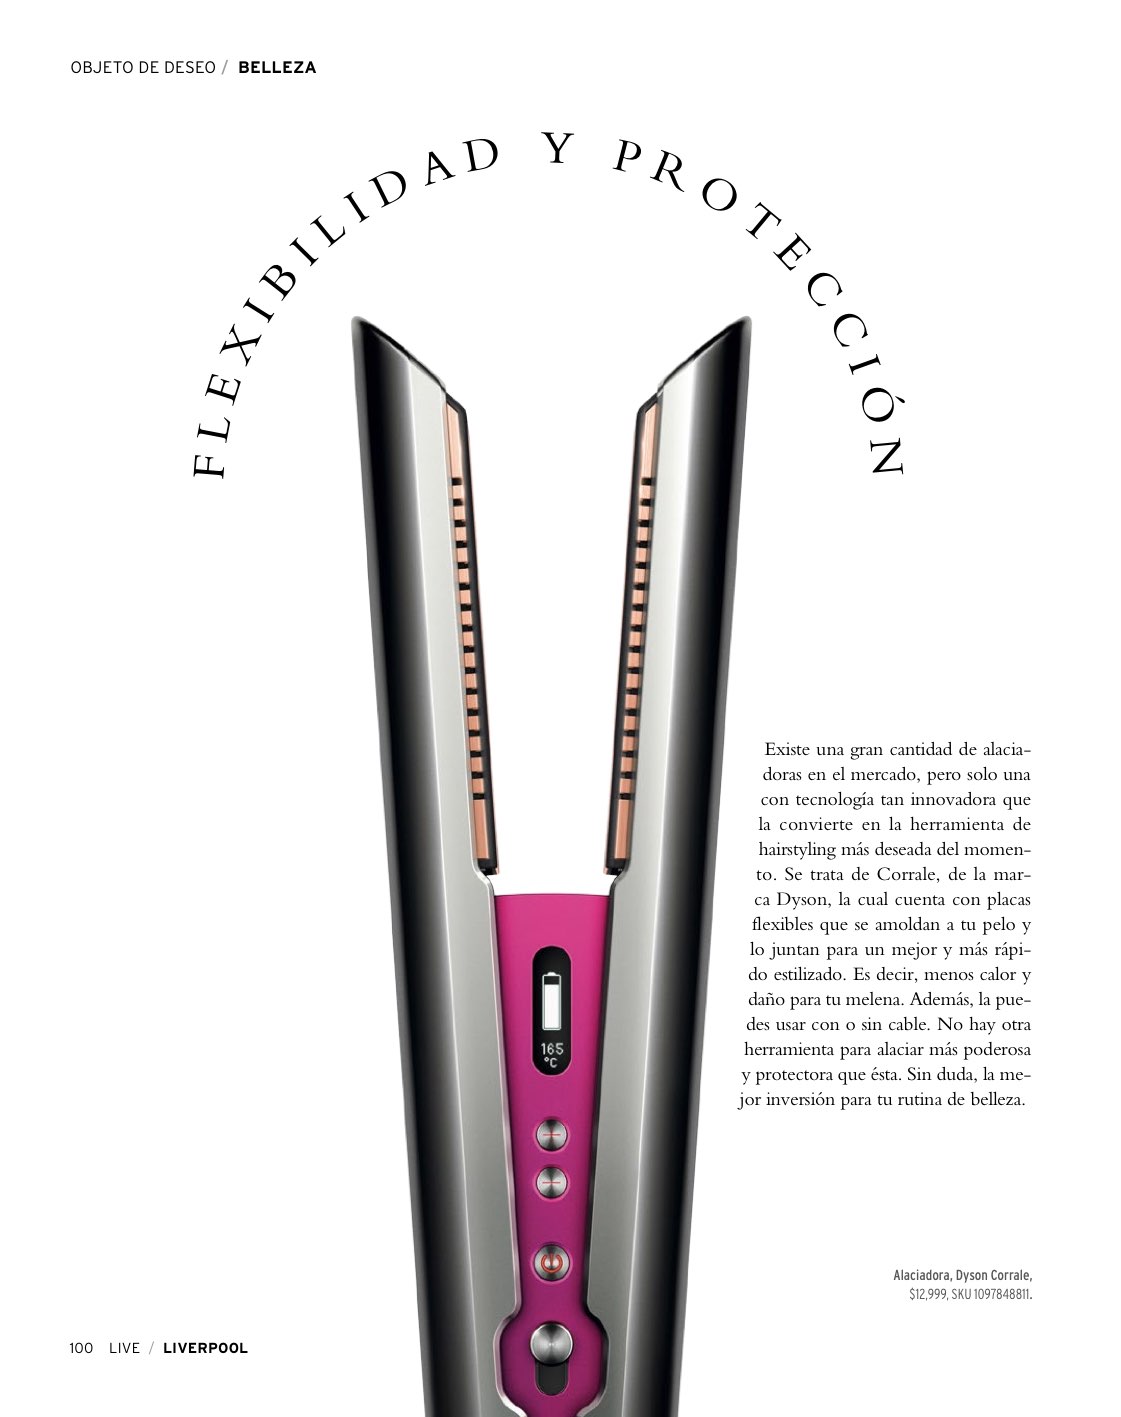 OBJETO DE DESEO / BELLEZA
FLEXIBILIDAD Y PROTECCIÓN
Existe una gran cantidad de alacia-
doras en el mercado, pero solo una
con tecnología tan innovadora que
la convierte en la herramienta de
hairstyling más deseada del momen-
to. Se trata de Corrale, de la mar-
ca Dyson, la cual cuenta con placas
flexibles que se amoldan a tu pelo y
lo juntan para un mejor y más rápi-
do estilizado. Es decir, menos calor y
daño para tu melena. Además, la pue-
des usar con o sin cable. No hay otra
herramienta para alaciar más poderosa
y protectora que ésta. Sin duda, la me-
jor inversión para tu rutina de belleza.
165
°C
Alaciadora, Dyson Corrale,
$12,999, SKU 1097848811.
100 LIVE / LIVERPOOL